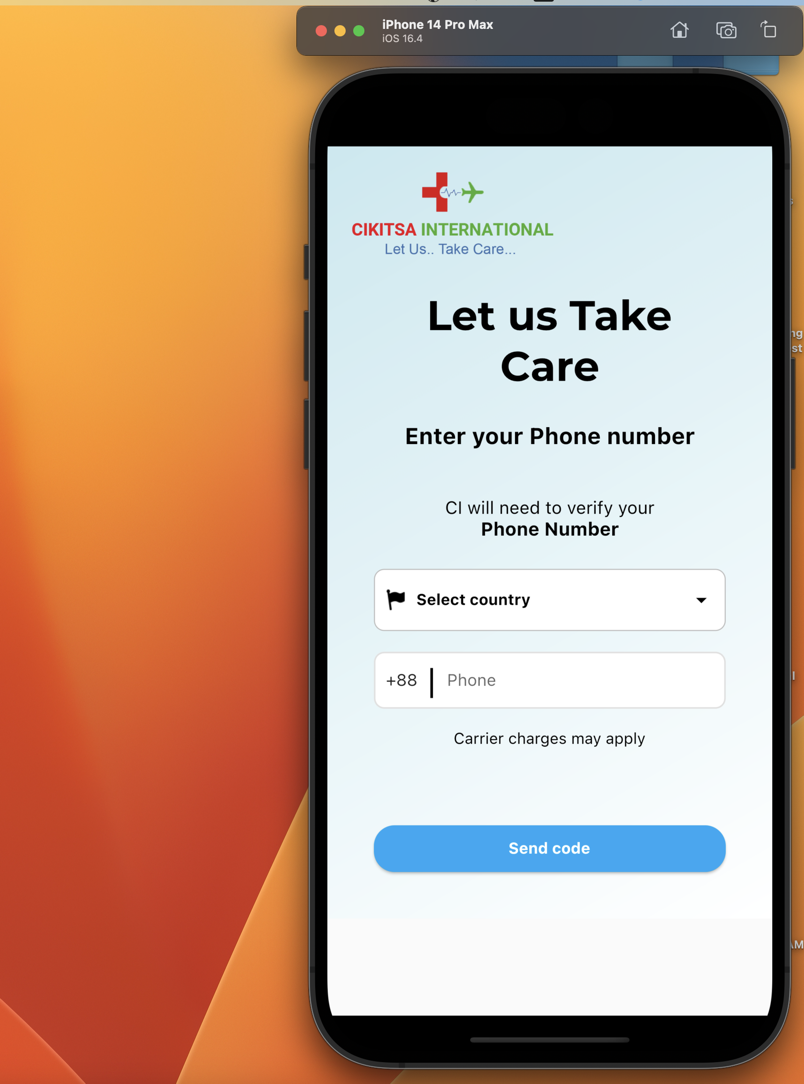 iPhone 14 Pro Max
iOS 16.4
CIKITSA INTERNATIONAL
Let Us.. Take Care...
Let us Take
Care
Enter your Phone number
CI will need to verify your
Phone Number
Select country
+88 Phone
Carrier charges may apply
Send code